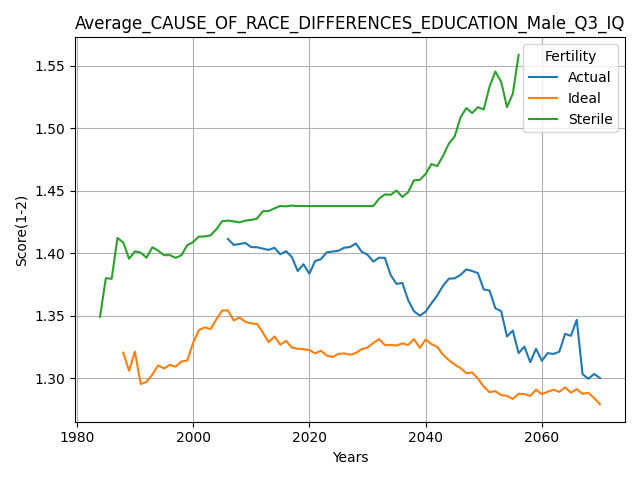 Average_CAUSE_OF_RACE_DIFFERENCES_EDUCATION_Male_Q3_IQ
Fertility
Actual
Ideal
Sterile
Score(1-2)
1.55
1.50
1.45
1.40
1.35
1.30
1980
2000
2020
2040
2060
Years